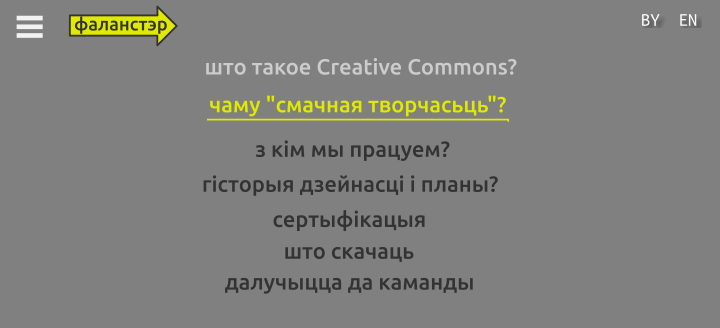 фаланстэр
BY EN
што такое Creative Commons?
чаму "смачная творчасьць"?
з кім мы працуем?
гісторыя дзейнасці і планы?
сертыфікацыя
што скачаць
далучыцца да каманды